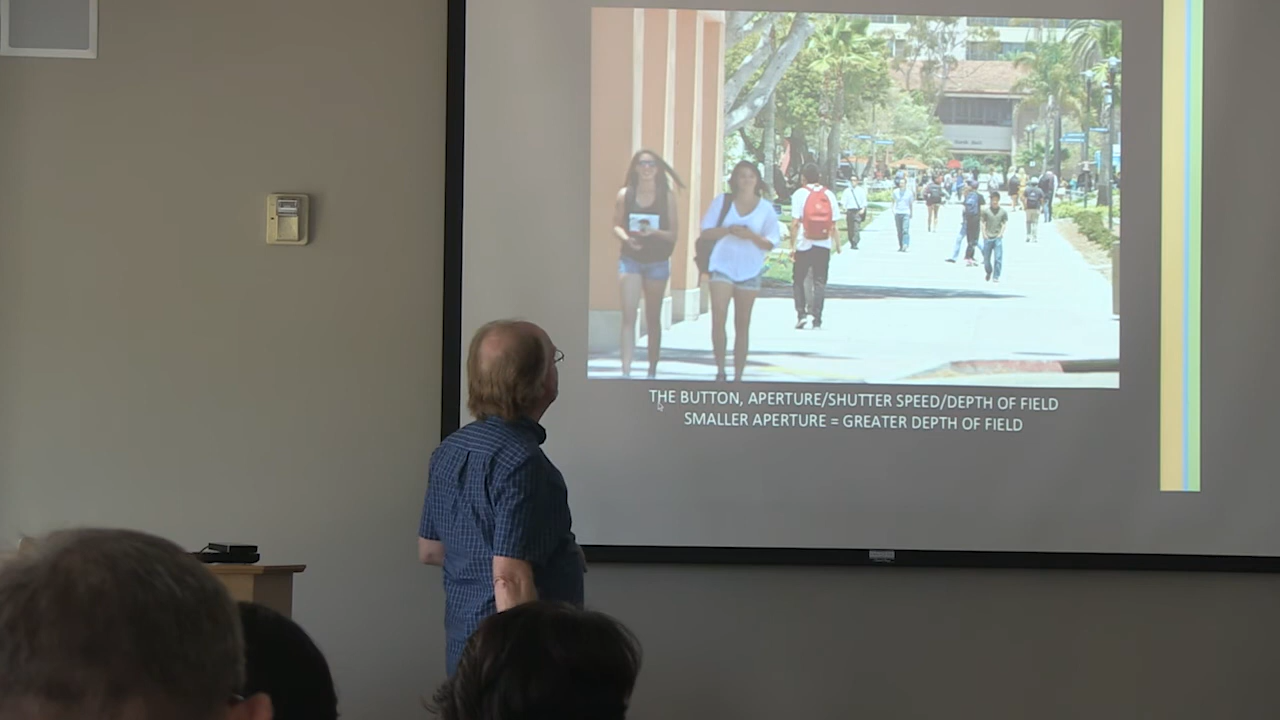 THE BUTTON, APERTURE/SHUTTER SPEED/DEPTH OF FIELD
SMALLER APERTURE = GREATER DEPTH OF FIELD